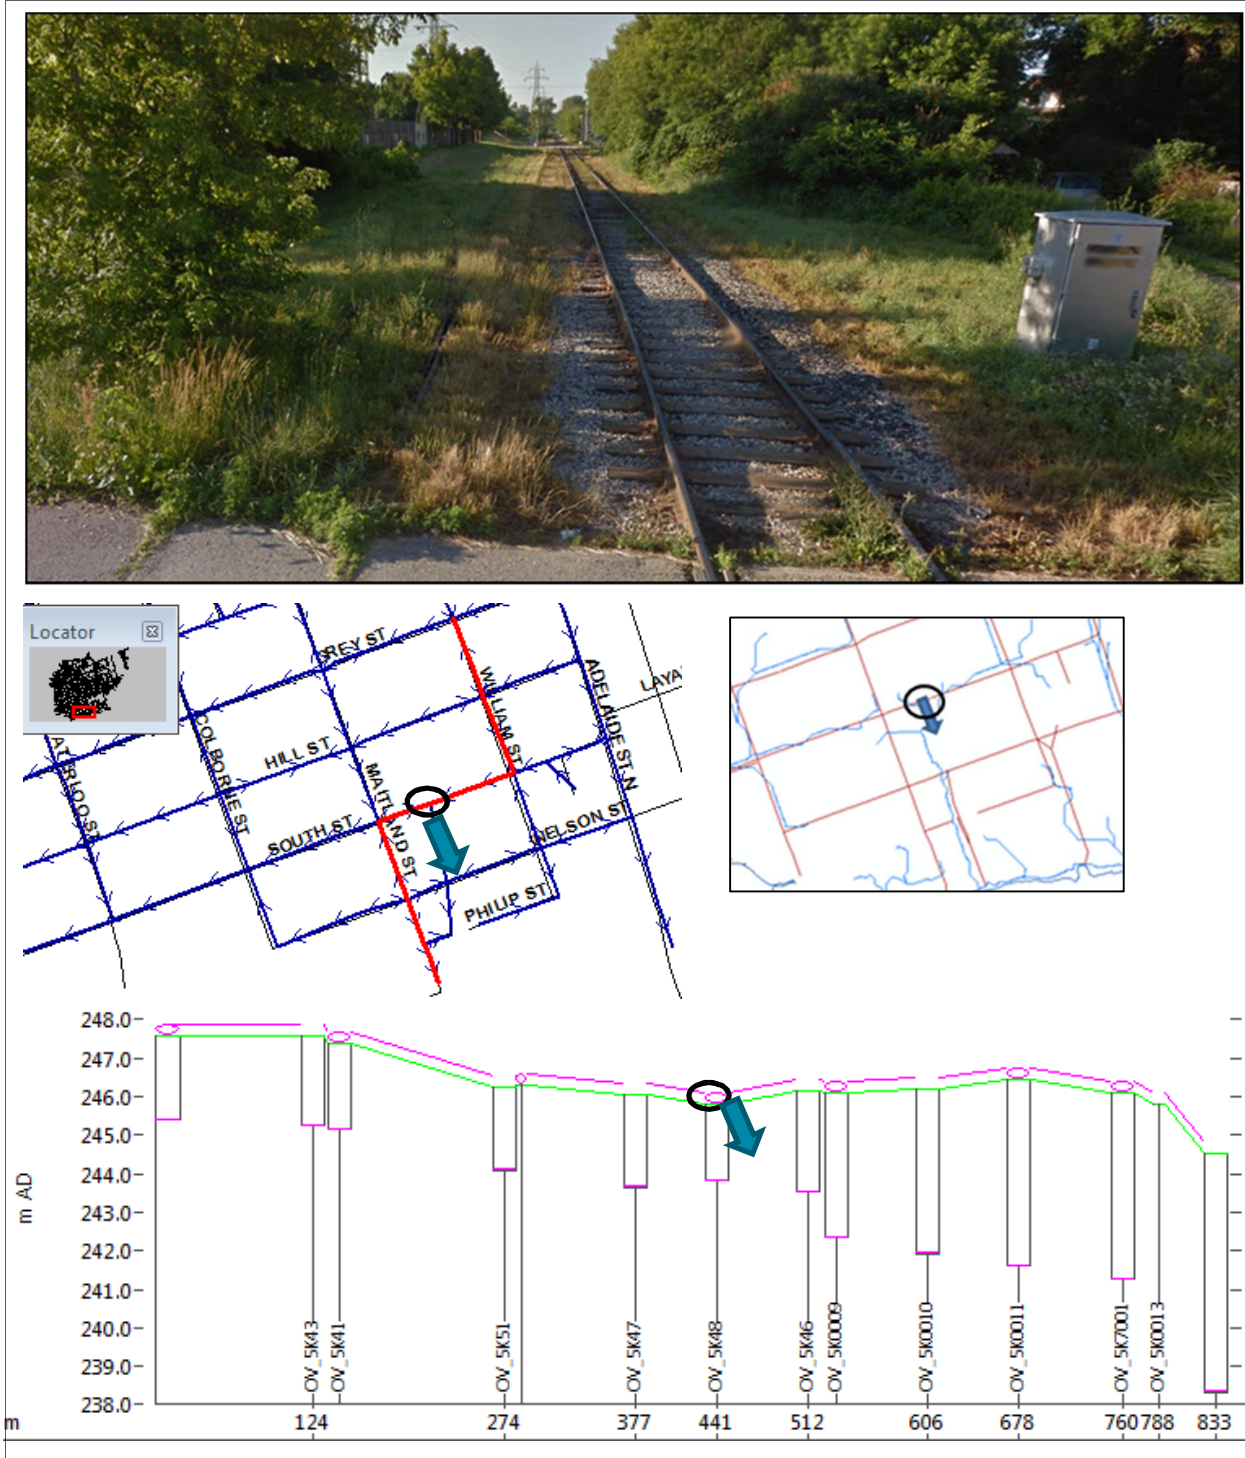 Locator
REY ST
WILLIAM ST
ADELAIDE ST N
LAYA
COLBORNE ST
HILL ST
MAITLAND ST
ATERLOO ST
SOUTH ST
NELSON ST
PHILIP ST
248.0
247.0
246.0
245.0
244.0
243.0
242.0
241.0
240.0
239.0
238.0
m AD
OV_5K43
OV_5K41
OV_5K51
OV_5K47
OV_5K48
OV_5K46
OV_5K0009
OV_5K0010
OV_5K0011
OV_5K7001
OV_5K0013
m 124 274 377 441 512 606 678 760 788 833